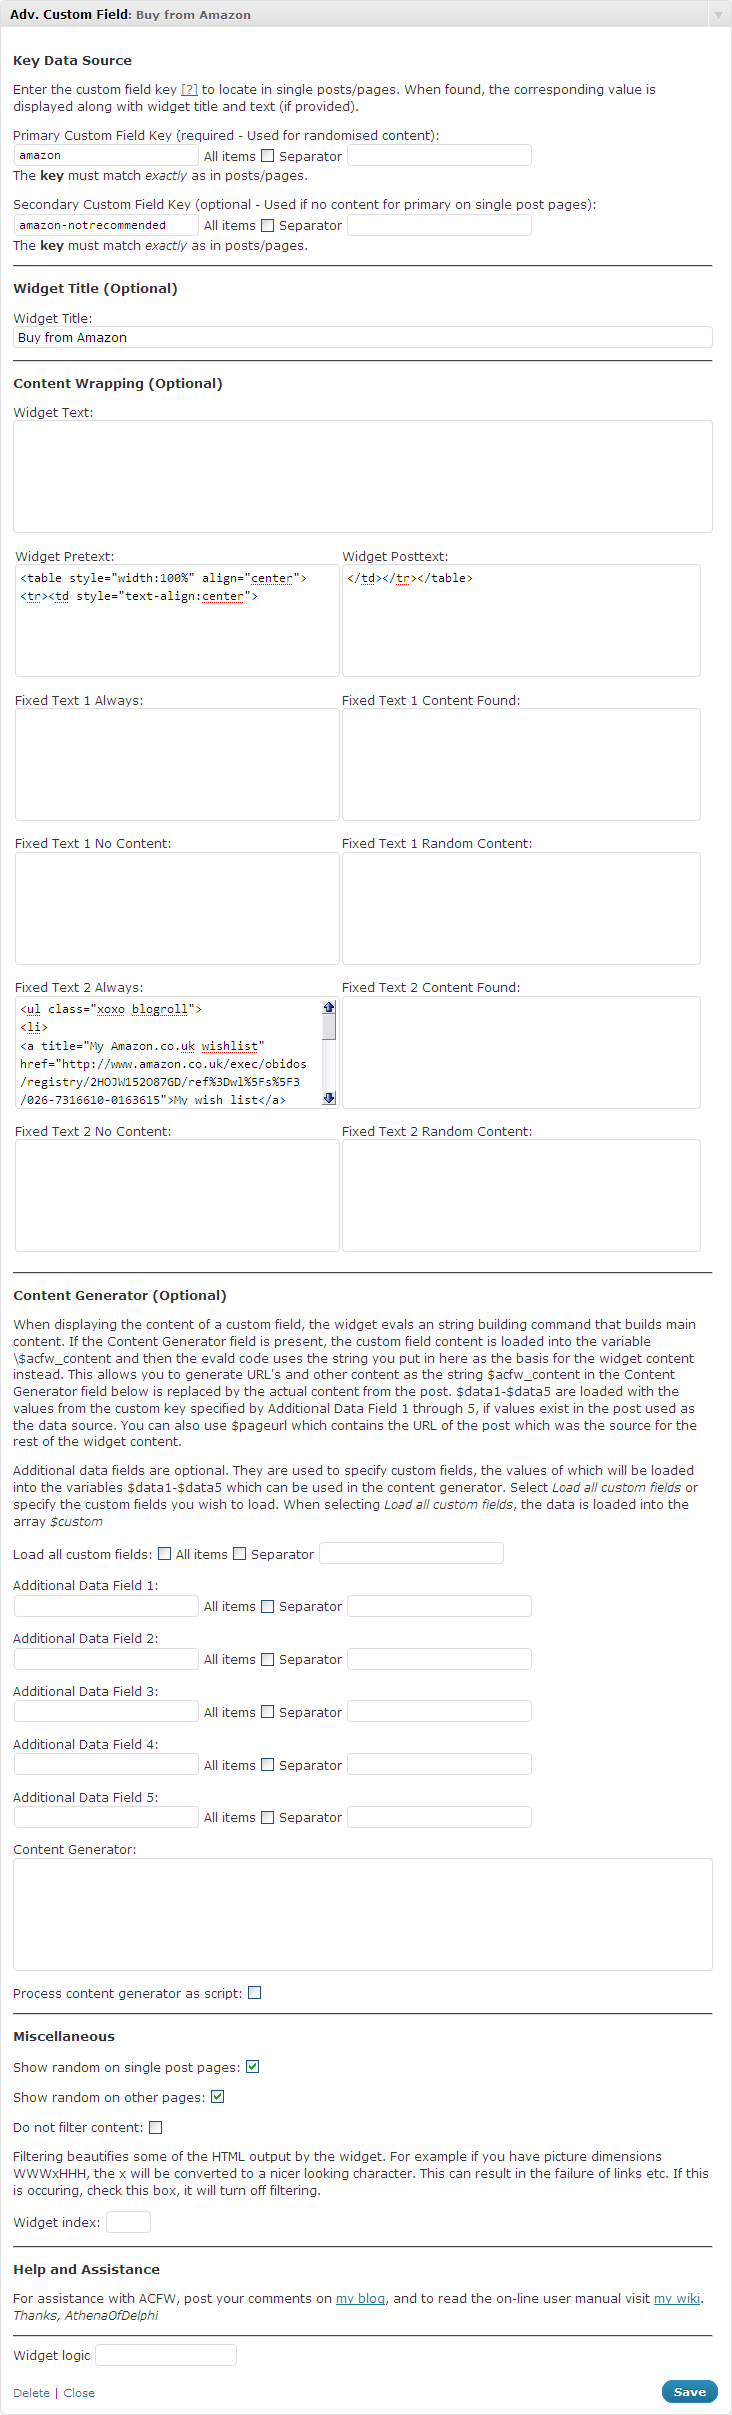 Adv. Custom Field: Buy from Amazon
Key Data Source
Enter the custom field key [?] to locate in single posts/pages. When found, the corresponding value is
displayed along with widget title and text (if provided).
Primary Custom Field Key (required - Used for randomised content):
amazon All items Separator
The key must match exactly as in posts/pages.
Secondary Custom Field Key (optional - Used if no content for primary on single post pages):
amazon-notrecommended All items Separator
The key must match exactly as in posts/pages.
Widget Title (Optional)
Widget Title:
Buy from Amazon
Content Wrapping (Optional)
Widget Text:
Widget Pretext: Widget Posttext:
<table style="width:100%" align="center"> </td></tr></table>
<tr><td style="text-align:center">
Fixed Text 1 Always: Fixed Text 1 Content Found:
Fixed Text 1 No Content: Fixed Text 1 Random Content:
Fixed Text 2 Always: Fixed Text 2 Content Found:
<ul class="xoxo blogroll">
<li>
<a title="My Amazon.co.uk wishlist"
href="http://www.amazon.co.uk/exec/obidos
/registry/2HOJW152O87GD/ref%3Dwl%5Fs%5F3
/026-7316610-0163615">My wish list</a>
Fixed Text 2 No Content: Fixed Text 2 Random Content:
Content Generator (Optional)
When displaying the content of a custom field, the widget evals an string building command that builds main
content. If the Content Generator field is present, the custom field content is loaded into the variable
\$acfw_content and then the evald code uses the string you put in here as the basis for the widget content
instead. This allows you to generate URL's and other content as the string $acfw_content in the Content
Generator field below is replaced by the actual content from the post. $data1-$data5 are loaded with the
values from the custom key specified by Additional Data Field 1 through 5, if values exist in the post used as
the data source. You can also use $pageurl which contains the URL of the post which was the source for the
rest of the widget content.
Additional data fields are optional. They are used to specify custom fields, the values of which will be loaded
into the variables $data1-$data5 which can be used in the content generator. Select Load all custom fields or
specify the custom fields you wish to load. When selecting Load all custom fields, the data is loaded into the
array $custom
Load all custom fields: All items Separator
Additional Data Field 1:
All items Separator
Additional Data Field 2:
All items Separator
Additional Data Field 3:
All items Separator
Additional Data Field 4:
All items Separator
Additional Data Field 5:
All items Separator
Content Generator:
Process content generator as script:
Miscellaneous
Show random on single post pages:
Show random on other pages:
Do not filter content:
Filtering beautifies some of the HTML output by the widget. For example if you have picture dimensions
WWWxHHH, the x will be converted to a nicer looking character. This can result in the failure of links etc. If this
is occuring, check this box, it will turn off filtering.
Widget index:
Help and Assistance
For assistance with ACFW, post your comments on my blog, and to read the on-line user manual visit my wiki.
Thanks, AthenaOfDelphi
Widget logic
Delete | Close Save